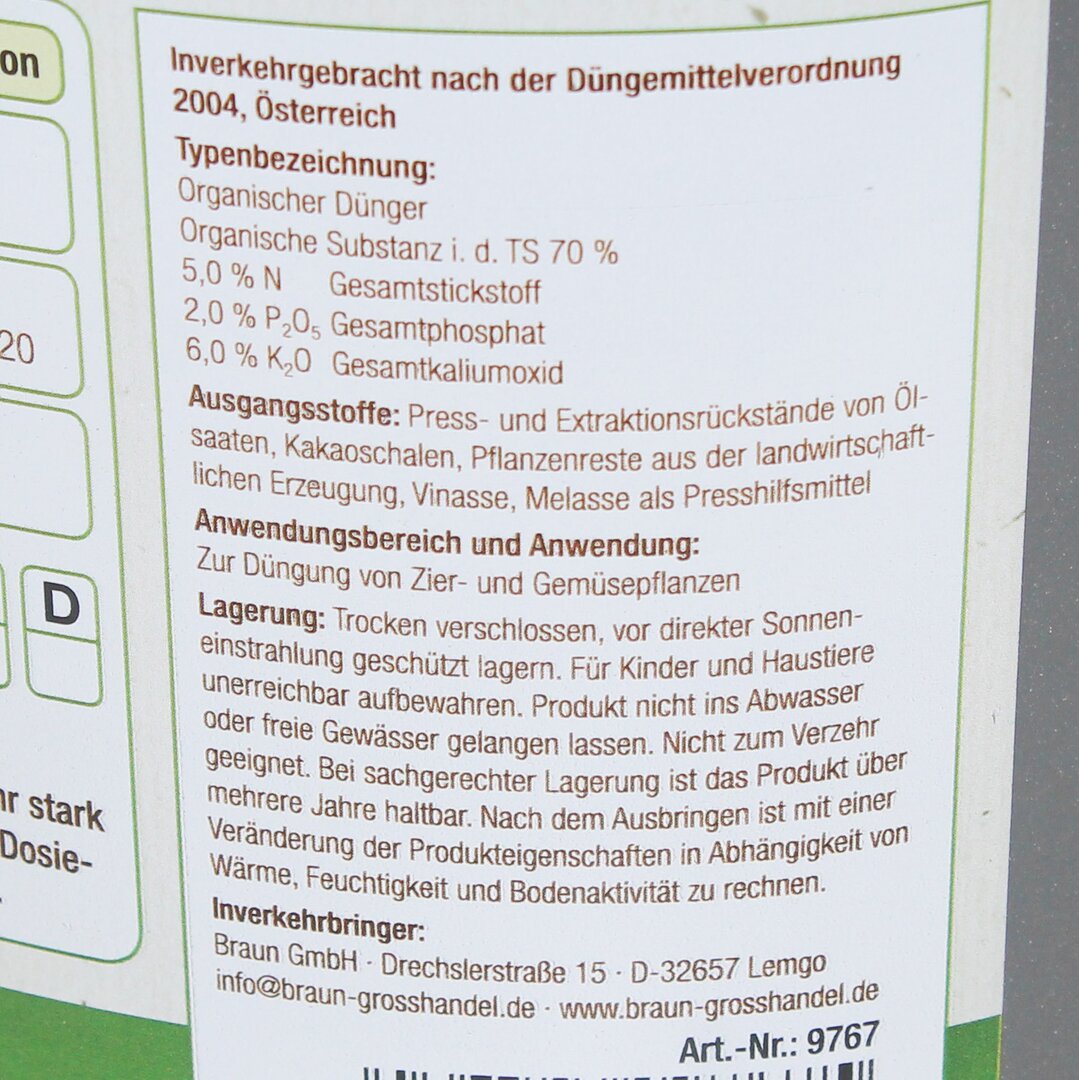 on
20
D
hr stark
Dosie-
Inverkehrgebracht nach der Düngemittelverordnung
2004, Österreich
Typenbezeichnung:
Organischer Dünger
Organische Substanz i. d. TS 70 %
5,0 % N Gesamtstickstoff
2,0 % P₂O₅ Gesamtphosphat
6,0 % K₂O Gesamtkaliumoxid
Ausgangsstoffe: Press- und Extraktionsrückstände von Öl-
saaten, Kakaoschalen, Pflanzenreste aus der landwirtschaft-
lichen Erzeugung, Vinasse, Melasse als Presshilfsmittel
Anwendungsbereich und Anwendung:
Zur Düngung von Zier- und Gemüsepflanzen
Lagerung: Trocken verschlossen, vor direkter Sonnen-
einstrahlung geschützt lagern. Für Kinder und Haustiere
unerreichbar aufbewahren. Produkt nicht ins Abwasser
oder freie Gewässer gelangen lassen. Nicht zum Verzehr
geeignet. Bei sachgerechter Lagerung ist das Produkt über
mehrere Jahre haltbar. Nach dem Ausbringen ist mit einer
Veränderung der Produkteigenschaften in Abhängigkeit von
Wärme, Feuchtigkeit und Bodenaktivität zu rechnen.
Inverkehrbringer:
Braun GmbH · Drechslerstraße 15 · D-32657 Lemgo
info@braun-grosshandel.de · www.braun-grosshandel.de
Art.-Nr.: 9767